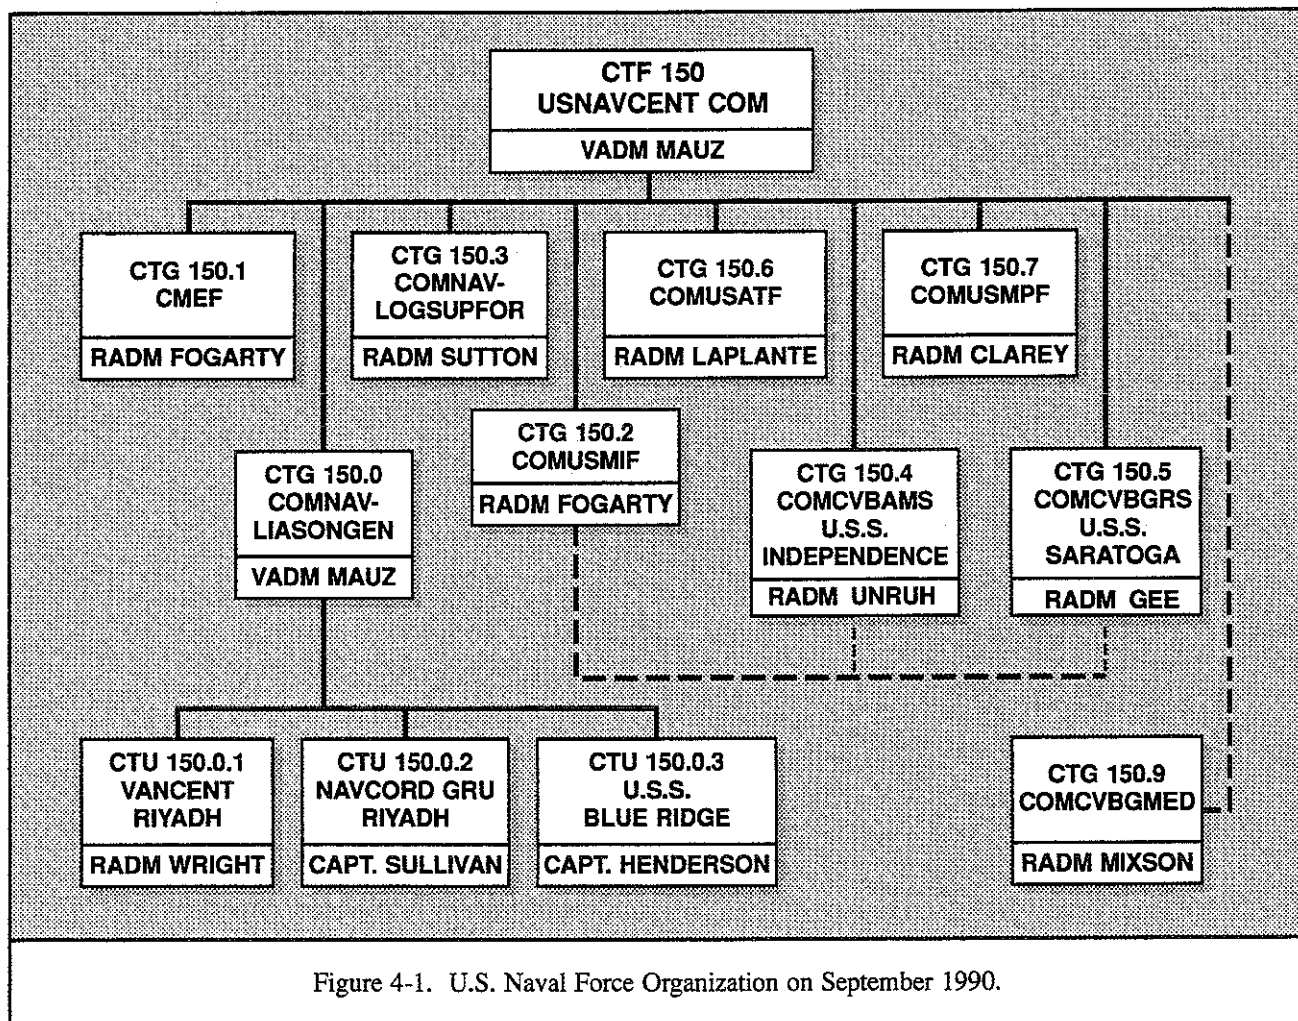 CTF 150
USNAVCENT COM
VADM MAUZ
CTG 150.1
CMEF
RADM FOGARTY
CTG 150.3
COMNAV-
LOGSUPFOR
RADM SUTTON
CTG 150.6
COMUSATF
RADM LAPLANTE
CTG 150.7
COMUSMPF
RADM CLAREY
CTG 150.0
COMNAV-
LIASONGEN
VADM MAUZ
CTG 150.2
COMUSMIF
RADM FOGARTY
CTG 150.4
COMCVBAMS
U.S.S.
INDEPENDENCE
RADM UNRUH
CTG 150.5
COMCVBGRS
U.S.S.
SARATOGA
RADM GEE
CTU 150.0.1
VANCENT
RIYADH
RADM WRIGHT
CTU 150.0.2
NAVCORD GRU
RIYADH
CAPT. SULLIVAN
CTU 150.0.3
U.S.S.
BLUE RIDGE
CAPT. HENDERSON
CTG 150.9
COMCVBGMED
RADM MIXSON
Figure 4-1. U.S. Naval Force Organization on September 1990.